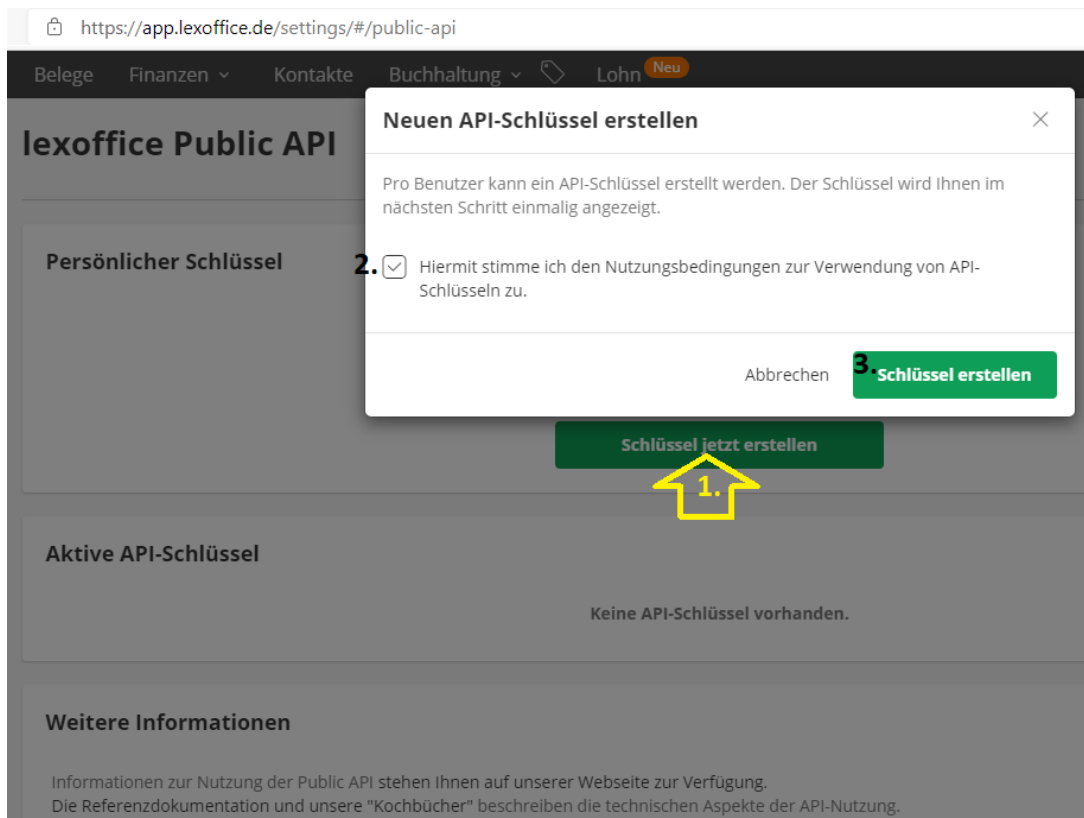 https://app.lexoffice.de/settings/#/public-api
Belege Finanzen Kontakte Buchhaltung Lohn Neu
lexoffice Public API
Neuen API-Schlüssel erstellen
Pro Benutzer kann ein API-Schlüssel erstellt werden. Der Schlüssel wird Ihnen im
nächsten Schritt einmalig angezeigt.
Persönlicher Schlüssel
2. Hiermit stimme ich den Nutzungsbedingungen zur Verwendung von API-
Schlüsseln zu.
Abbrechen 3. Schlüssel erstellen
Schlüssel jetzt erstellen
1.
Aktive API-Schlüssel
Keine API-Schlüssel vorhanden.
Weitere Informationen
Informationen zur Nutzung der Public API stehen Ihnen auf unserer Webseite zur Verfügung.
Die Referenzdokumentation und unsere "Kochbücher" beschreiben die technischen Aspekte der API-Nutzung.